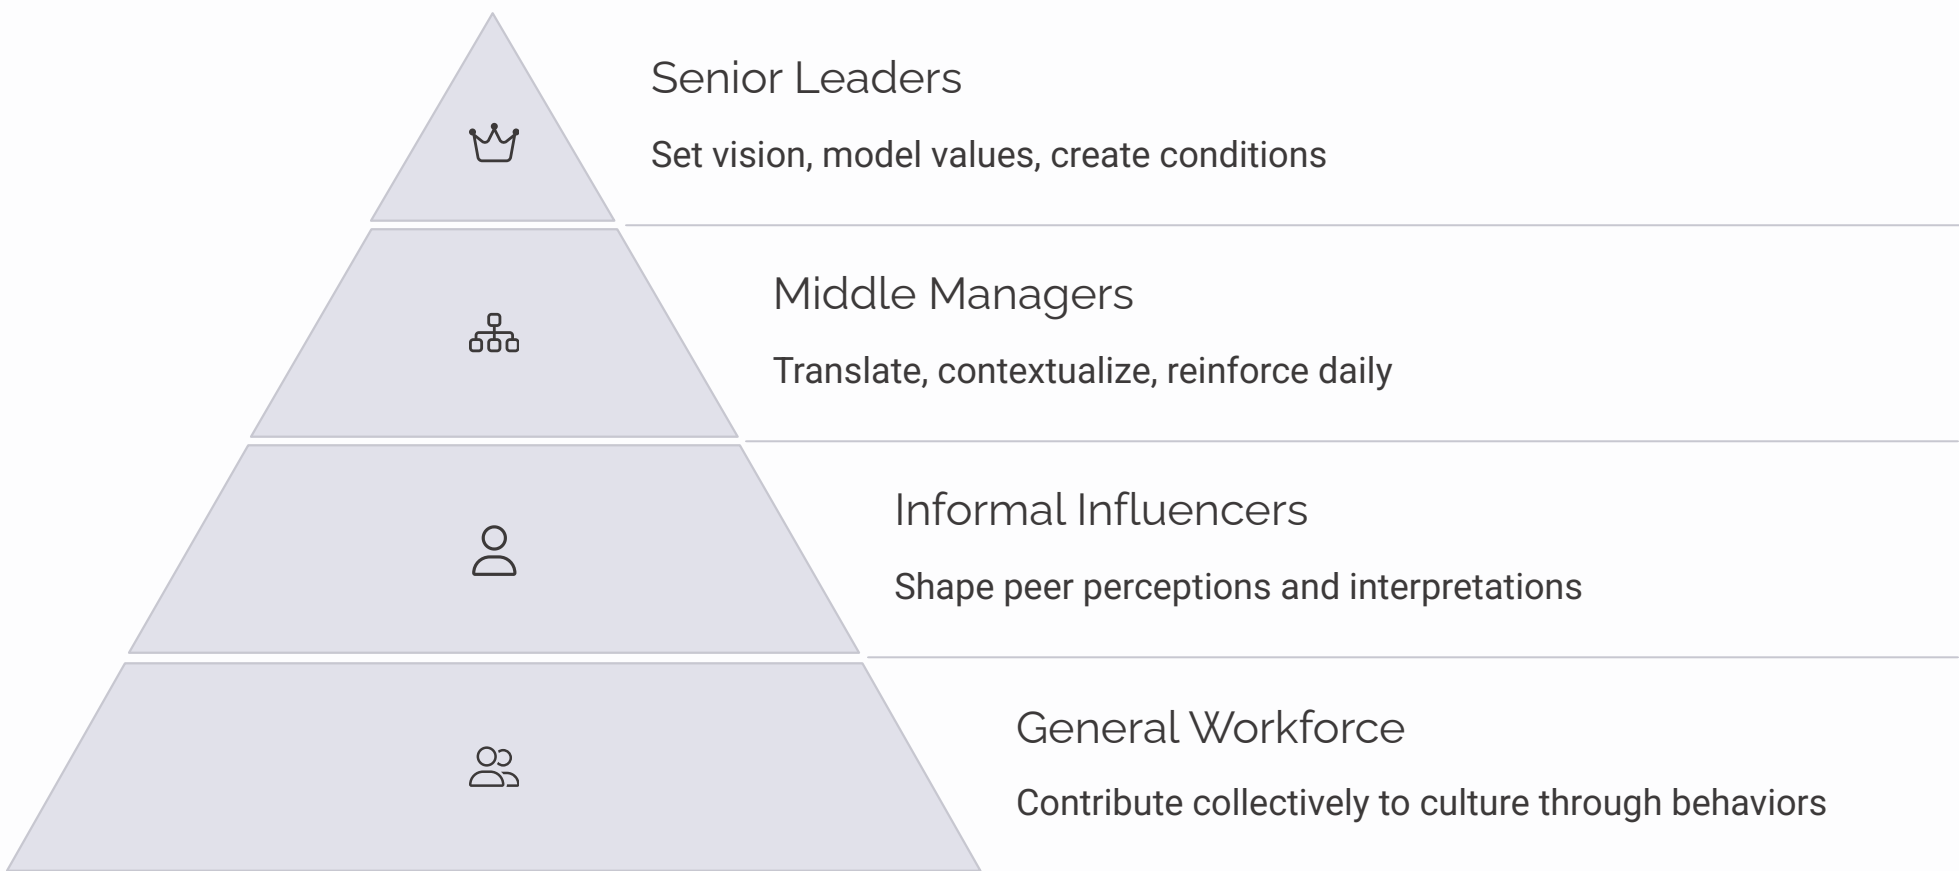 Senior Leaders
Set vision, model values, create conditions
Middle Managers
Translate, contextualize, reinforce daily
Informal Influencers
Shape peer perceptions and interpretations
General Workforce
Contribute collectively to culture through behaviors